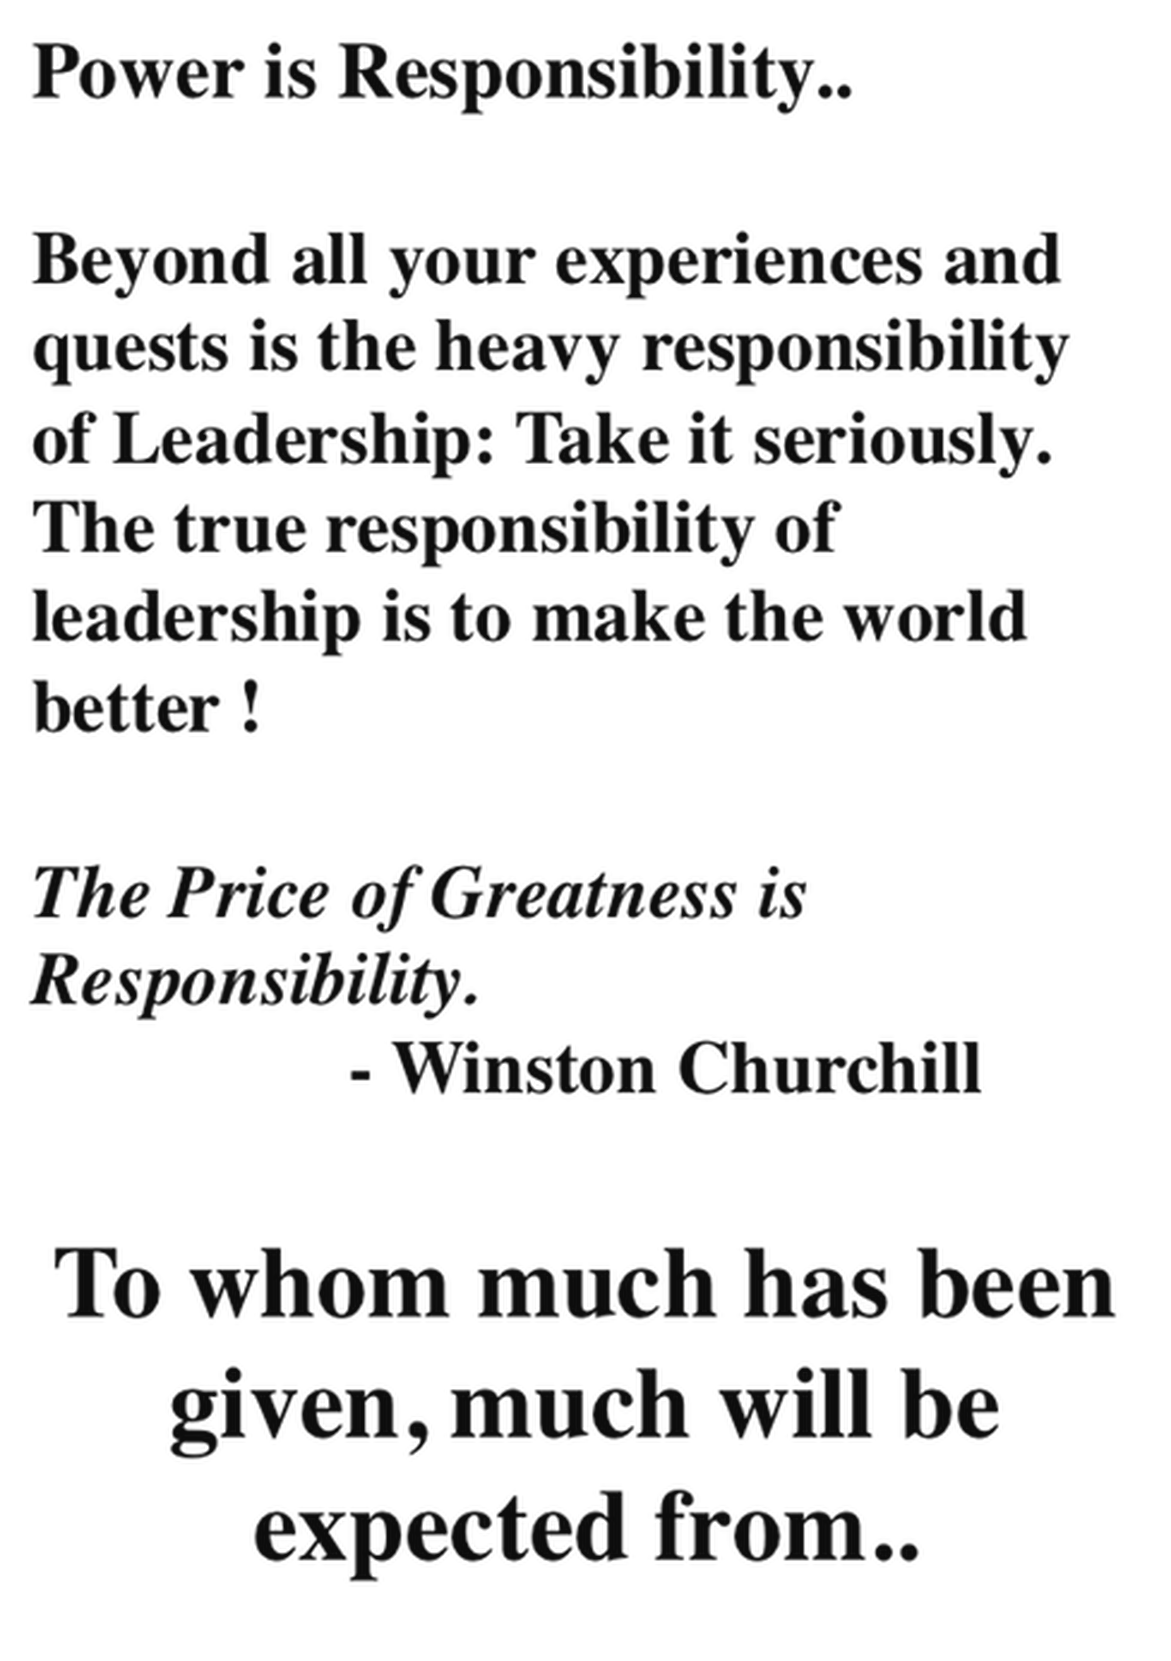 Power is Responsibility..
Beyond all your experiences and
quests is the heavy responsibility
of Leadership: Take it seriously.
The true responsibility of
leadership is to make the world
better !
The Price of Greatness is
Responsibility.
- Winston Churchill
To whom much has been
given, much will be
expected from..